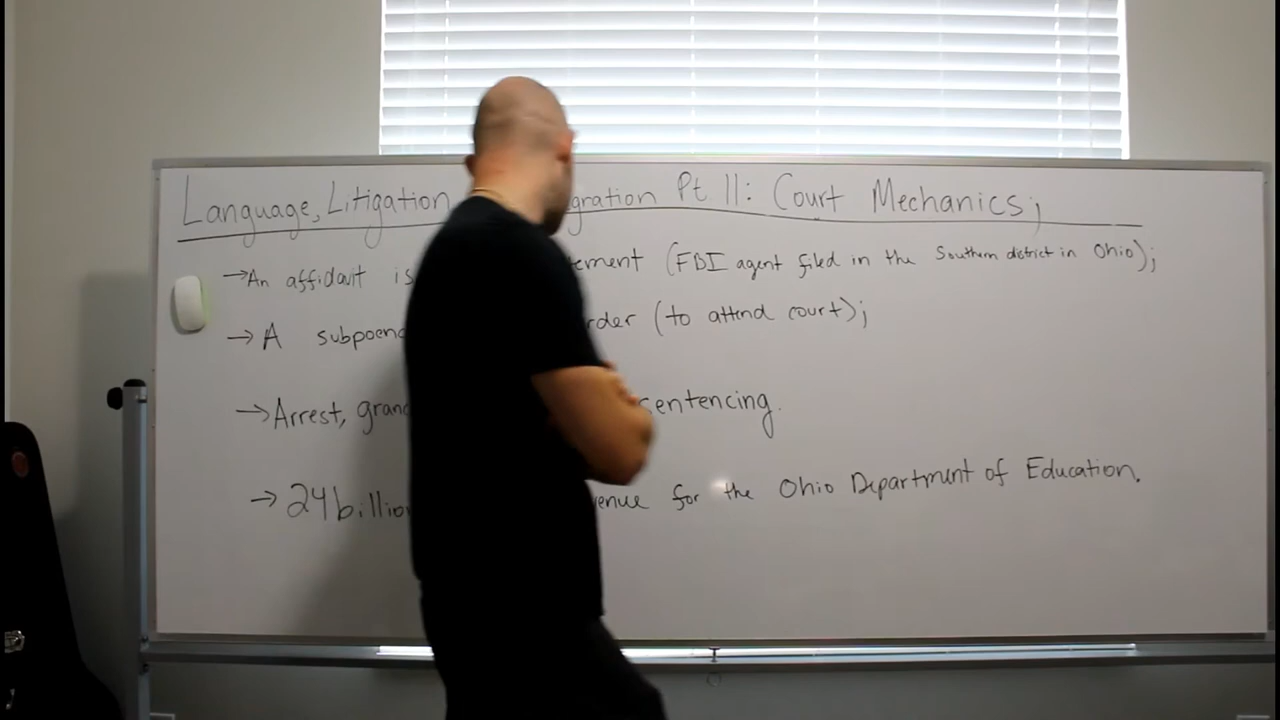 Language, Litigation gration Pt II: Court Mechanics;
→An affidavit is tement (FBI agent filed in the Southern district in Ohio);
→ A subpoena rder (to attend court);
→Arrest, grand sentencing.
→ 24 billion venue for the Ohio Department of Education.